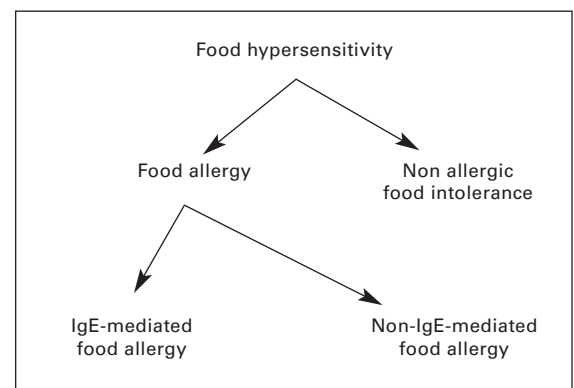 Food hypersensitivity
Food allergy
Non allergic
food intolerance
IgE-mediated
food allergy
Non-IgE-mediated
food allergy